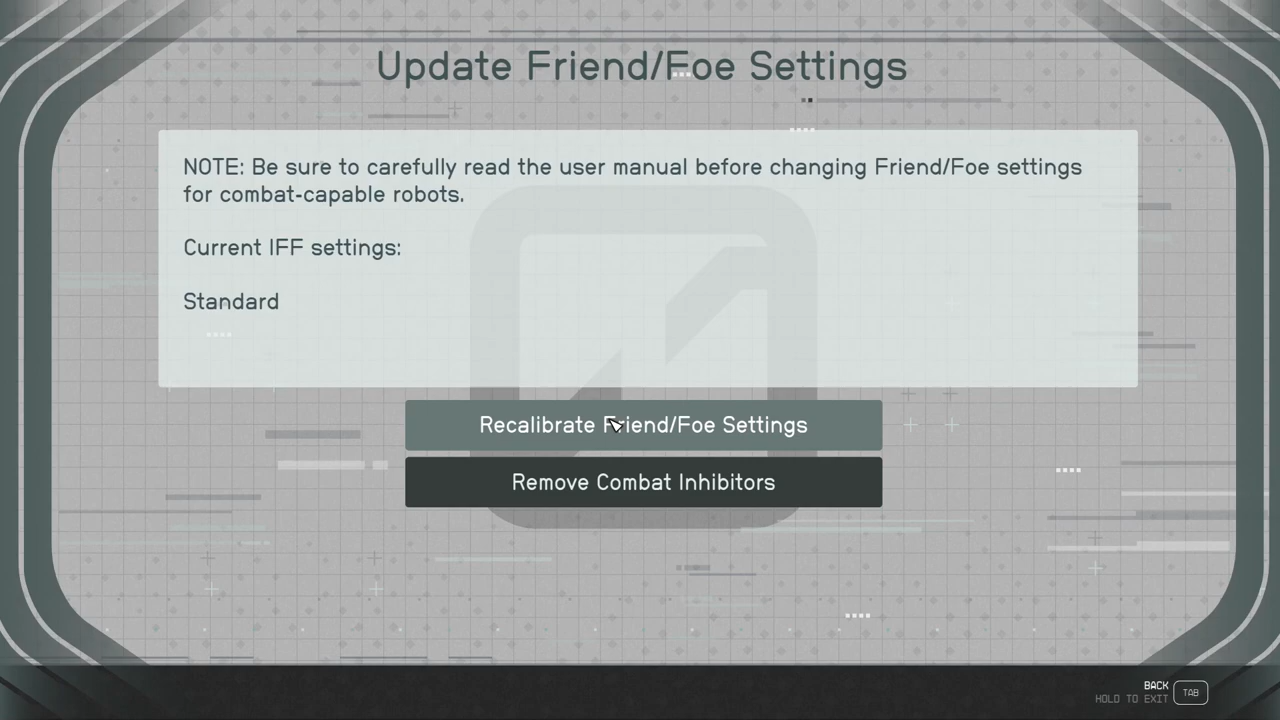 Update Friend/Foe Settings
NOTE: Be sure to carefully read the user manual before changing Friend/Foe settings
for combat-capable robots.
Current IFF settings:
Standard
Recalibrate Friend/Foe Settings
Remove Combat Inhibitors
BACK
HOLD TO EXIT
TAB